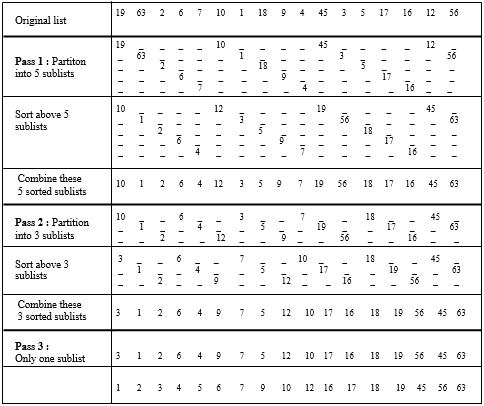 Original list 19 63 2 6 7 10 1 18 9 4 45 3 5 17 16 12 56
19 _ _ _ _ 10 _ _ _ _ 45 _ _ _ _ 12 _
Pass 1 : Partiton _ 63 _ _ _ _ 1 _ _ _ _ 3 _ _ _ _ 56
into 5 sublists _ _ 2 _ _ _ _ 18 _ _ _ _ 5 _ _ _ _
_ _ _ 6 _ _ _ _ 9 _ _ _ _ 17 _ _ _
_ _ _ _ 7 _ _ _ _ 4 _ _ _ _ 16 _ _
10 _ _ _ _ 12 _ _ _ _ 19 _ _ _ _ 45 _
Sort above 5 _ 1 _ _ _ _ 3 _ _ _ _ 56 _ _ _ _ 63
sublists _ _ 2 _ _ _ _ 5 _ _ _ _ 18 _ _ _ _
_ _ _ 6 _ _ _ _ 9 _ _ _ _ 17 _ _ _
_ _ _ _ 4 _ _ _ _ 7 _ _ _ _ 16 _ _
Combine these
5 sorted sublists 10 1 2 6 4 12 3 5 9 7 19 56 18 17 16 45 63
10 _ _ 6 _ _ 3 _ _ 7 _ _ 18 _ _ 45 _
Pass 2 : Partition _ 1 _ _ 4 _ _ 5 _ _ 19 _ _ 17 _ _ 63
into 3 sublists _ _ 2 _ _ 12 _ _ 9 _ _ 56 _ _ 16 _ _
3 _ _ 6 _ _ 7 _ _ 10 _ _ 18 _ _ 45 _
Sort above 3 _ 1 _ _ 4 _ _ 5 _ _ 17 _ _ 19 _ _ 63
sublists _ _ 2 _ _ 9 _ _ 12 _ _ 16 _ _ 56 _ _
Combine these
3 sorted sublists 3 1 2 6 4 9 7 5 12 10 17 16 18 19 56 45 63
Pass 3 :
Only one sublist 3 1 2 6 4 9 7 5 12 10 17 16 18 19 56 45 63
1 2 3 4 5 6 7 9 10 12 16 17 18 19 45 56 63